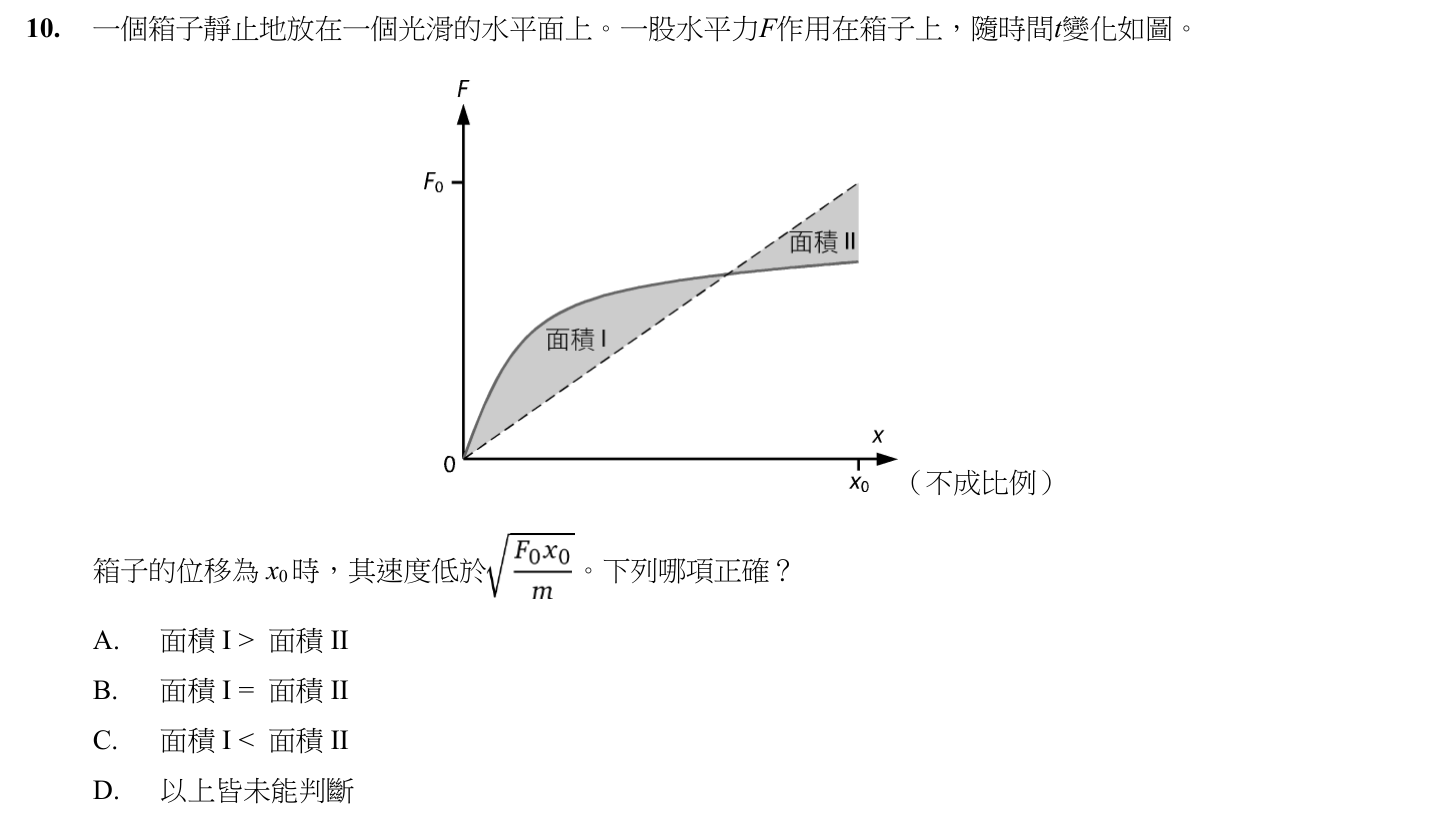 10. 一個箱子靜止地放在一個光滑的水平面上。一股水平力F作用在箱子上，隨時間t變化如圖。
F
F₀
面積 II
面積 I
x
0
x₀ （不成比例）
箱子的位移為 x₀ 時，其速度低於√(F₀x₀/m)。下列哪項正確？
A. 面積 I > 面積 II
B. 面積 I = 面積 II
C. 面積 I < 面積 II
D. 以上皆未能判斷